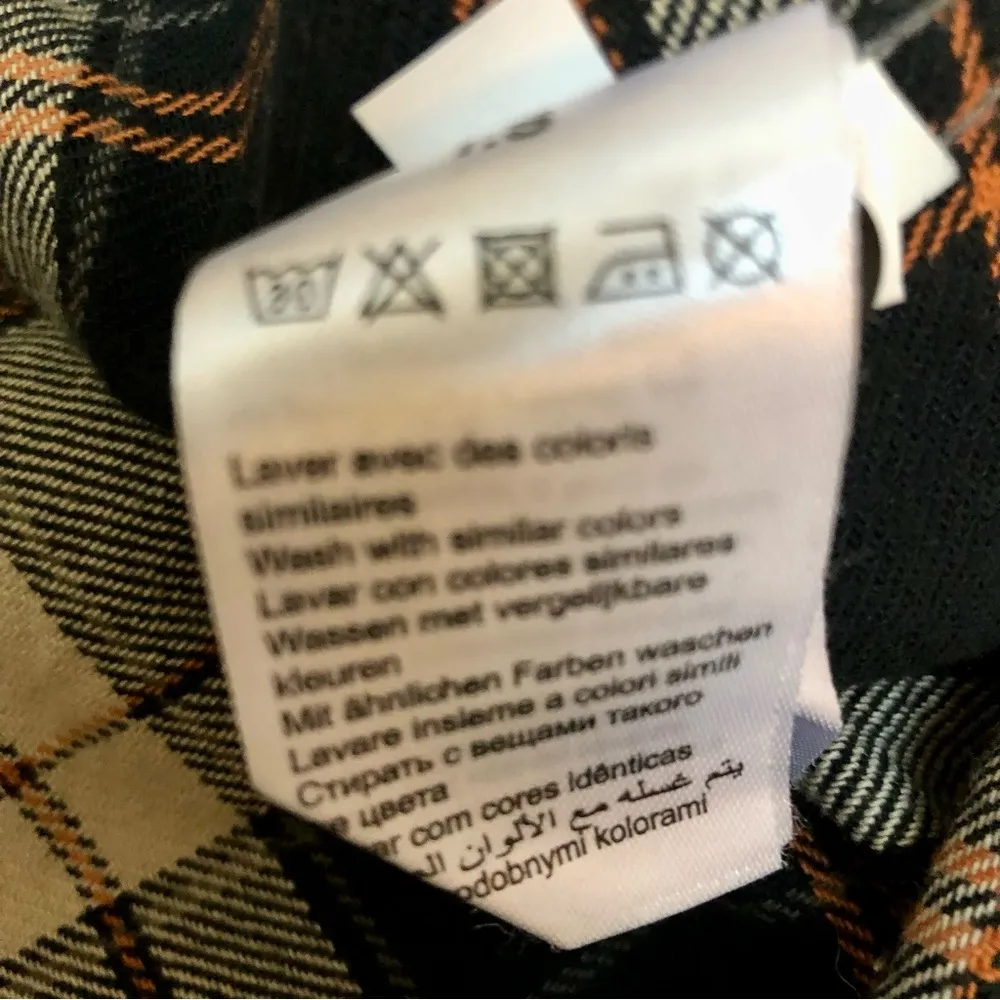 30
Laver avec des coloris
similaires
Wash with similar colors
Lavar con colores similares
Wassen met vergelijkbare
kleuren
Mit ähnlichen Farben waschen
Lavare insieme a colori simili
Стирать с вещами такого
цвета
com cores idênticas
يتم غسله مع الألوان
kolorami